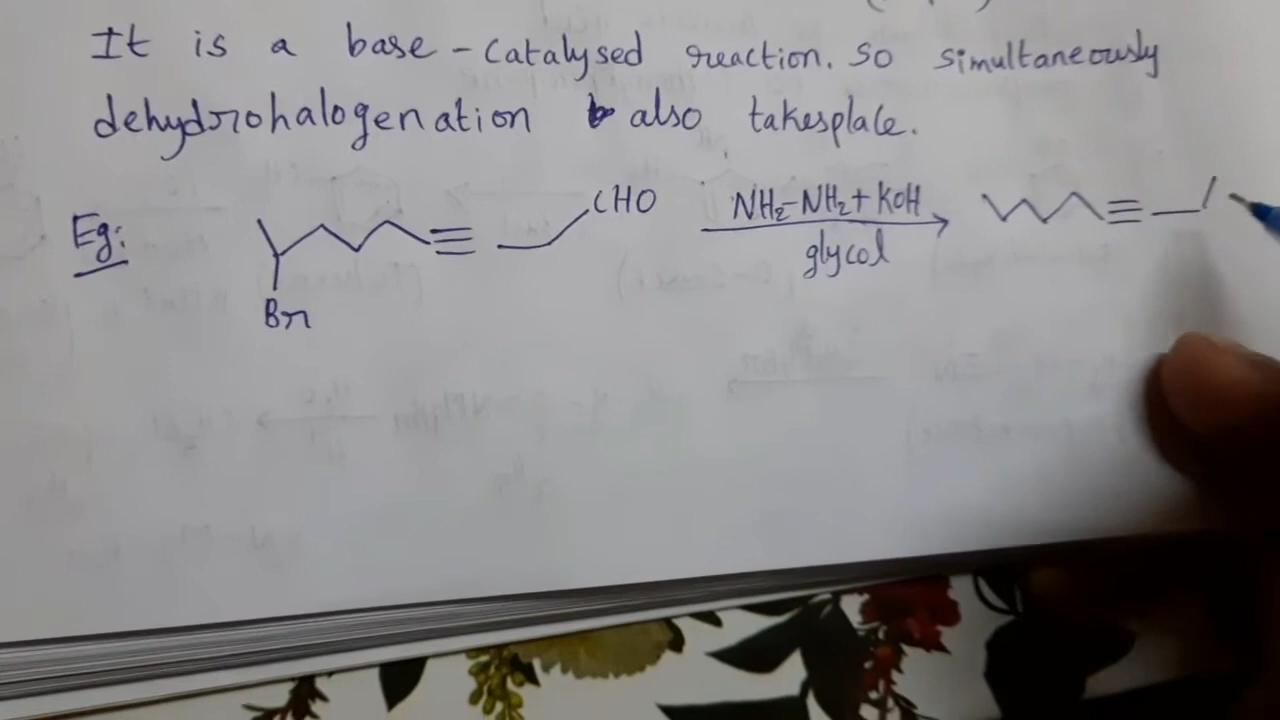 It is a base - catalysed reaction. so simultaneously
dehydrohalogenation also takesplace.
Eg:
CHO
Br
NH2-NH2 + KOH
glycol